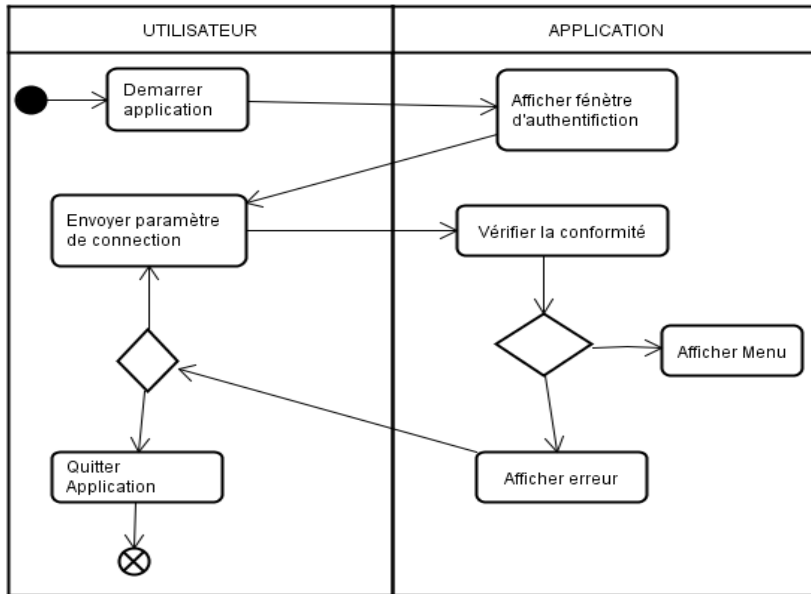 UTILISATEUR
APPLICATION
Demarrer
application
Afficher fénètre
d'authentifiction
Envoyer paramètre
de connection
Vérifier la conformité
Afficher Menu
Quitter
Application
Afficher erreur